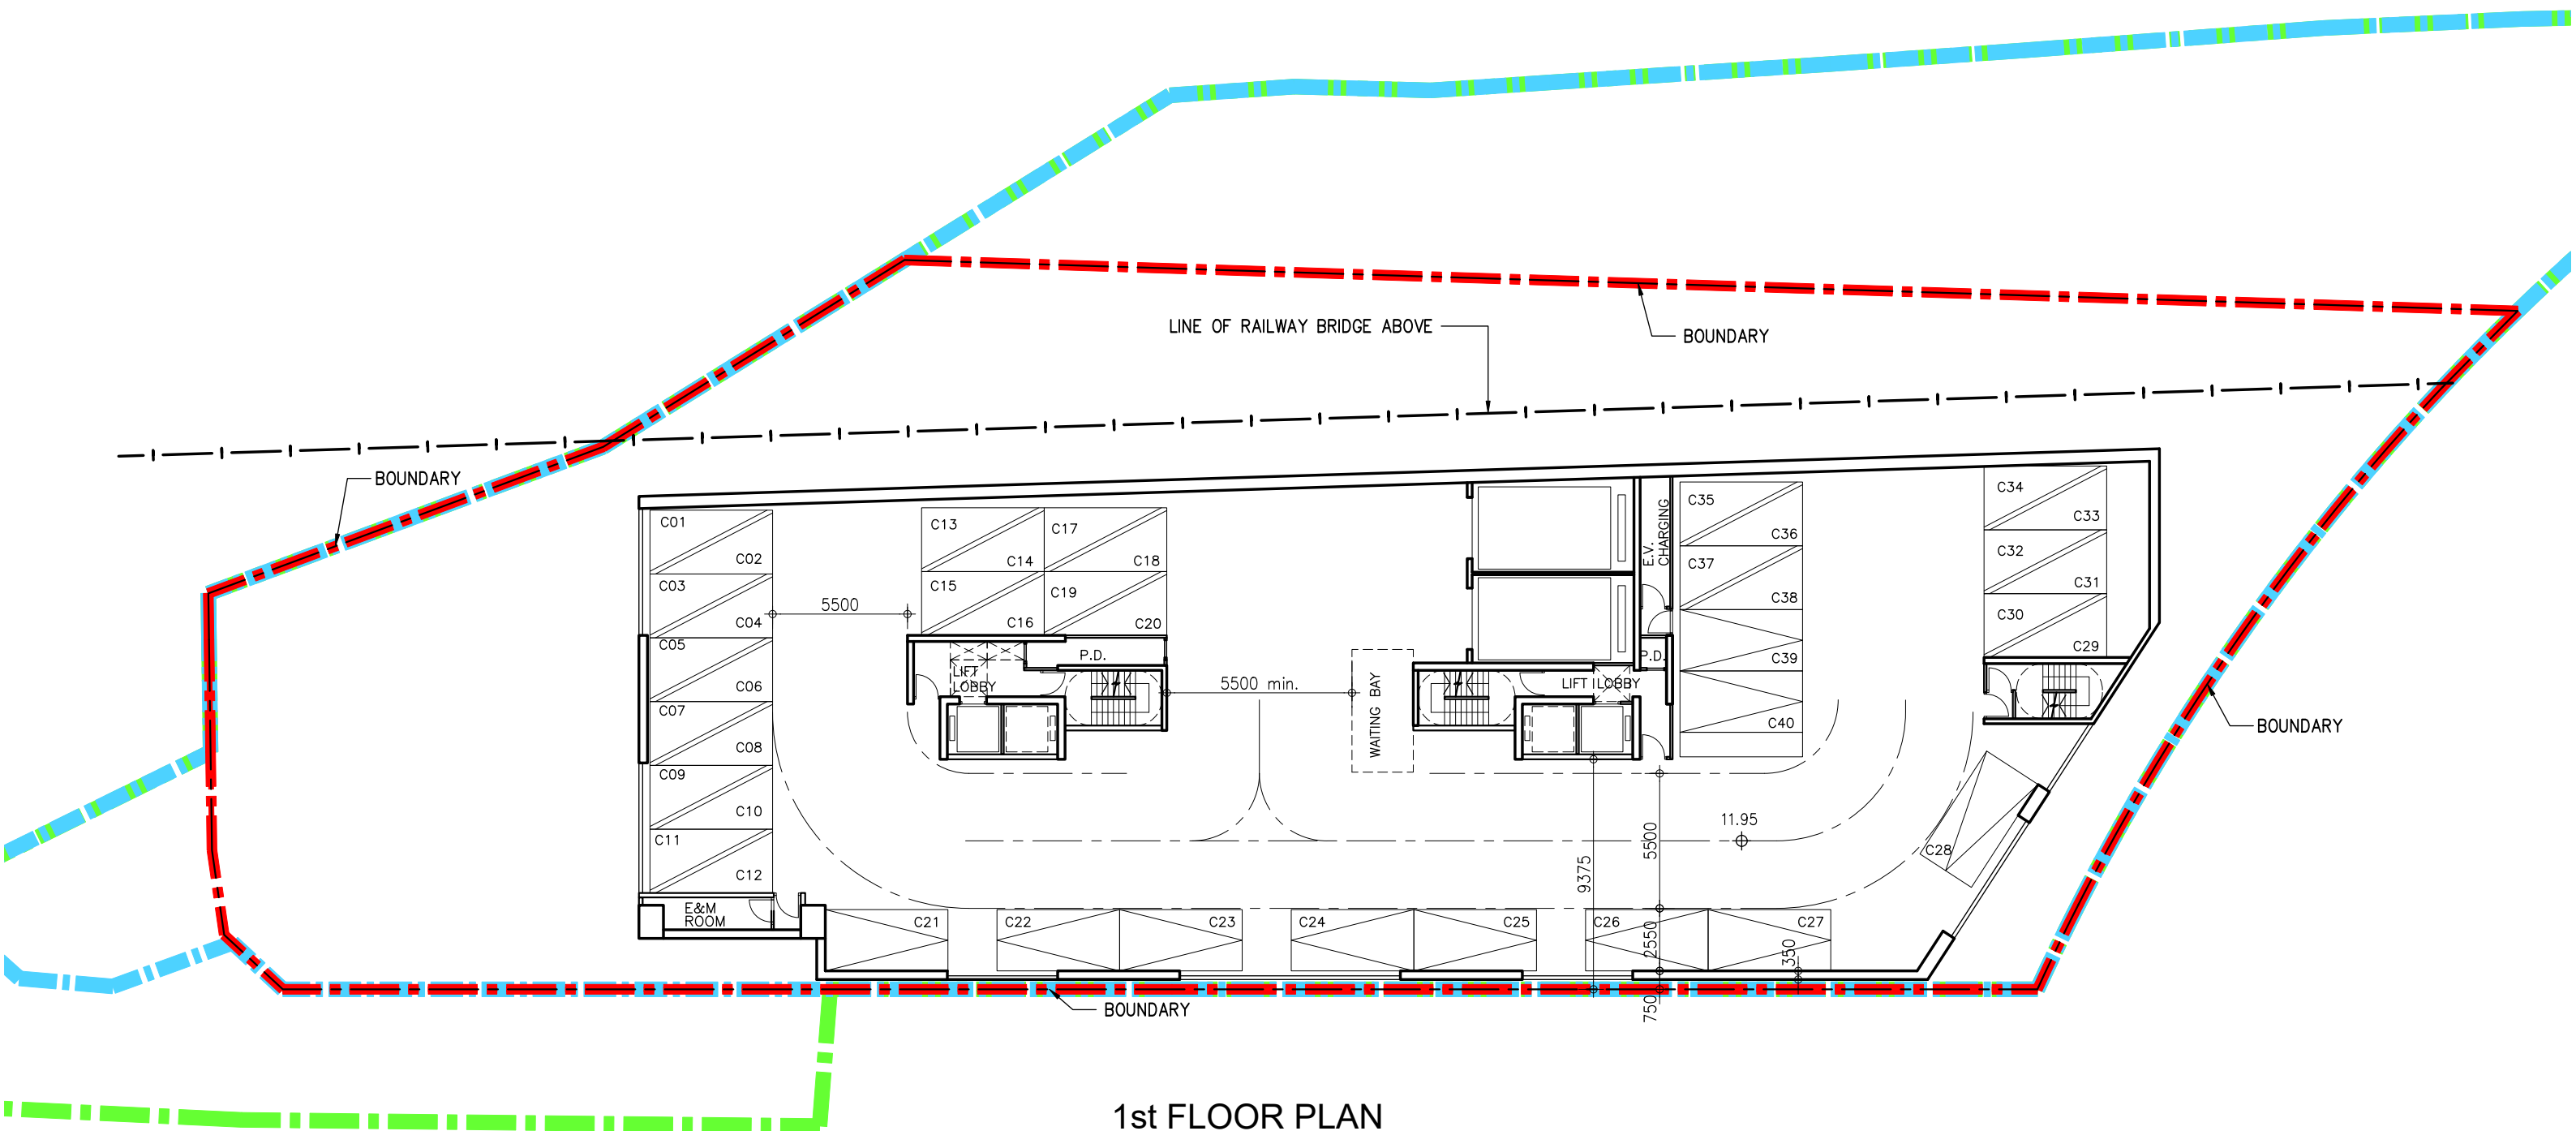 LINE OF RAILWAY BRIDGE ABOVE
BOUNDARY
BOUNDARY
C01
C02
C03
C04
C05
C06
C07
C08
C09
C10
C11
C12
E&M
ROOM
5500
C13
C14
C15
C16
C17
C18
C19
C20
P.D.
LIFT
LOBBY
5500 min.
WAITING BAY
LIFT LOBBY
P.D.
E.V.
CHARGING
C35
C36
C37
C38
C39
C40
C34
C33
C32
C31
C30
C29
BOUNDARY
C28
11.95
5500
9375
2550
350
750
C21
C22
C23
C24
C25
C26
C27
BOUNDARY
1st FLOOR PLAN